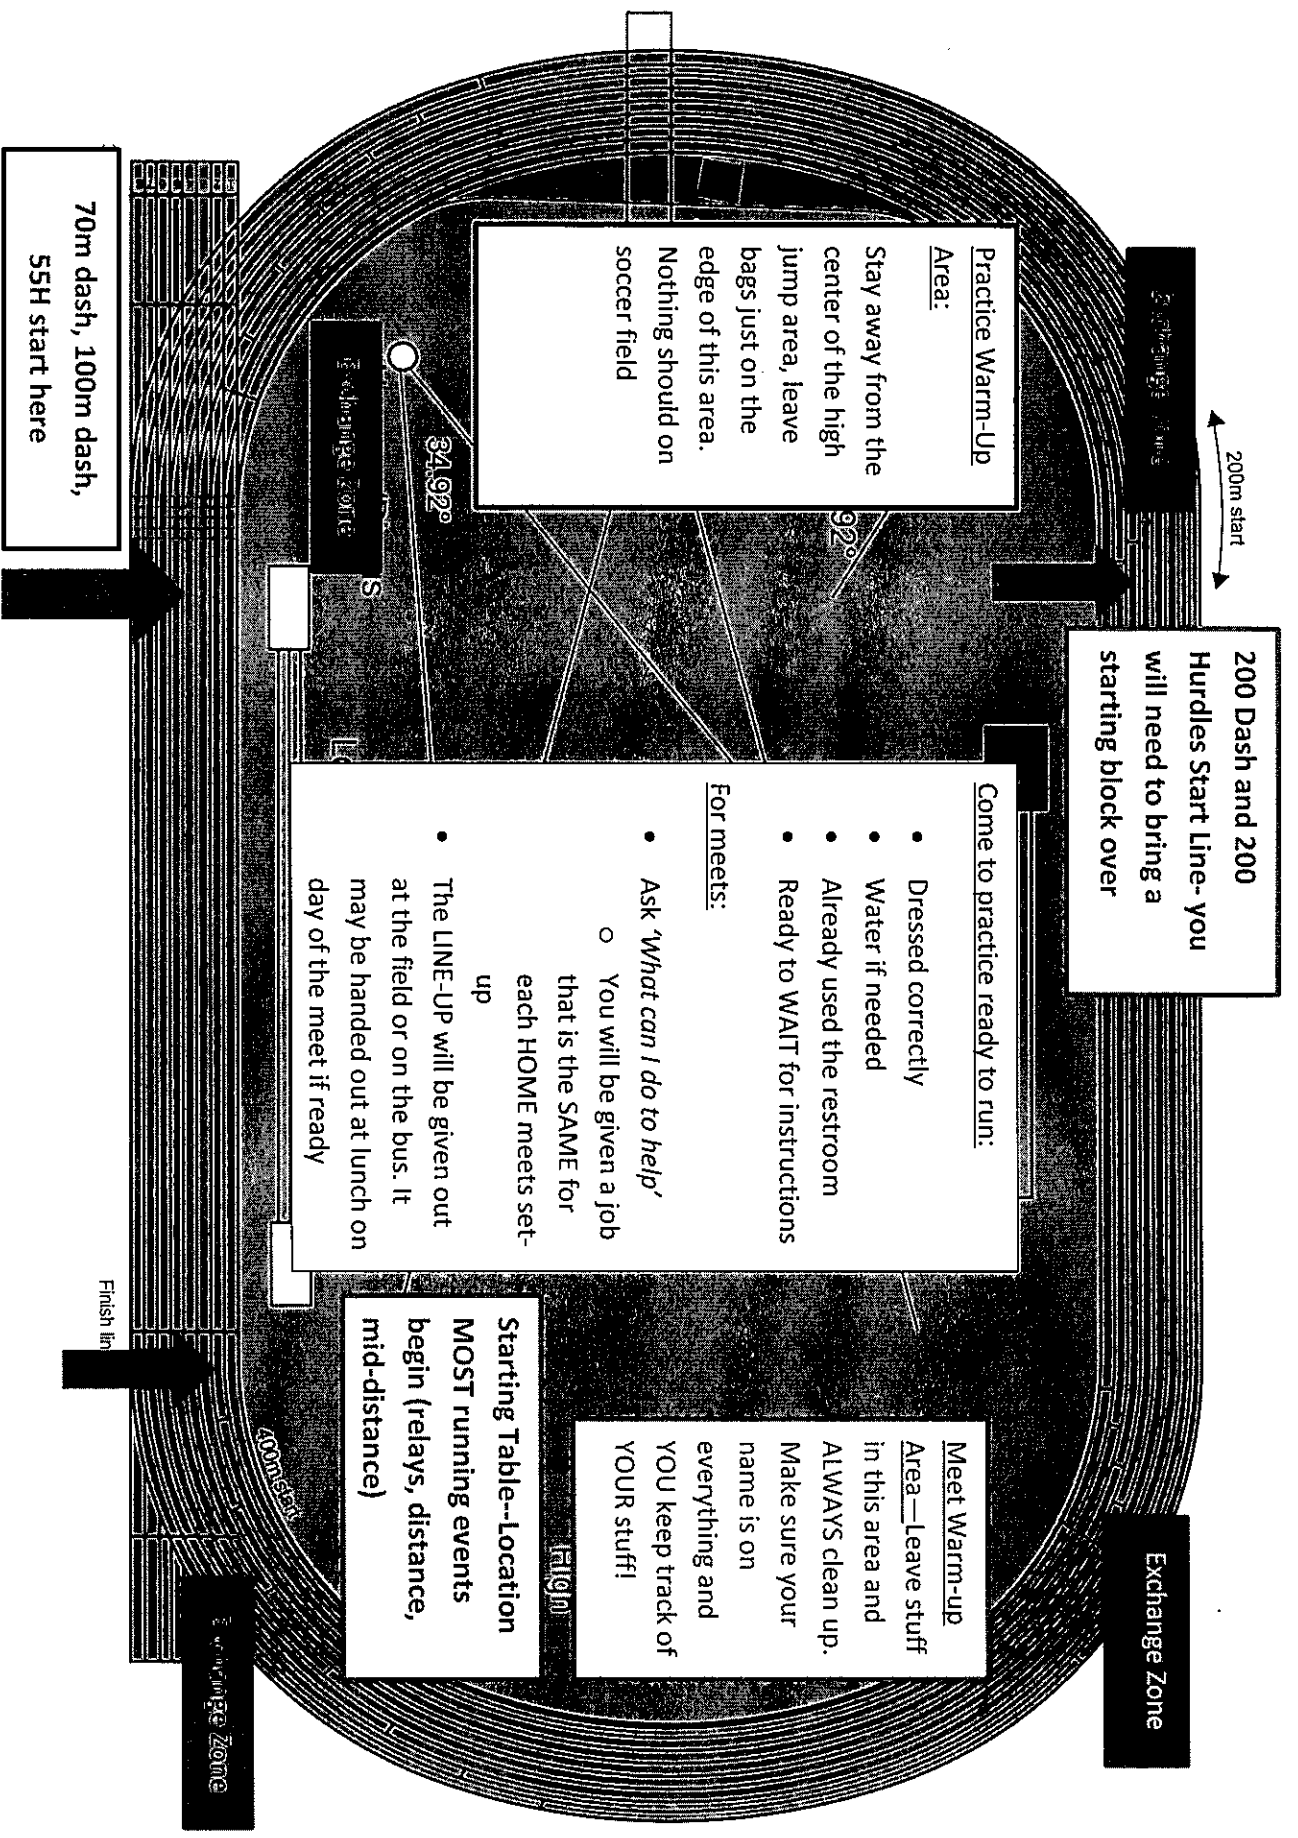 200m start
200 Dash and 200
Hurdles Start Line- you
will need to bring a
starting block over
Exchange Zone
Exchange Zone
Practice Warm-Up
Area:
Stay away from the
center of the high
jump area, leave
bags just on the
edge of this area.
Nothing should on
soccer field
92°
34.92°
Exchange Zone
S
Come to practice ready to run:
• Dressed correctly
• Water if needed
• Already used the restroom
• Ready to WAIT for instructions
For meets:
• Ask 'What can I do to help'
o You will be given a job
that is the SAME for
each HOME meets set-
up
• The LINE-UP will be given out
at the field or on the bus. It
may be handed out at lunch on
day of the meet if ready
Meet Warm-up
Area—Leave stuff
in this area and
ALWAYS clean up.
Make sure your
name is on
everything and
YOU keep track of
YOUR stuff!
High
Starting Table--Location
MOST running events
begin (relays, distance,
mid-distance)
400m start
Exchange Zone
70m dash, 100m dash,
55H start here
Finish lin